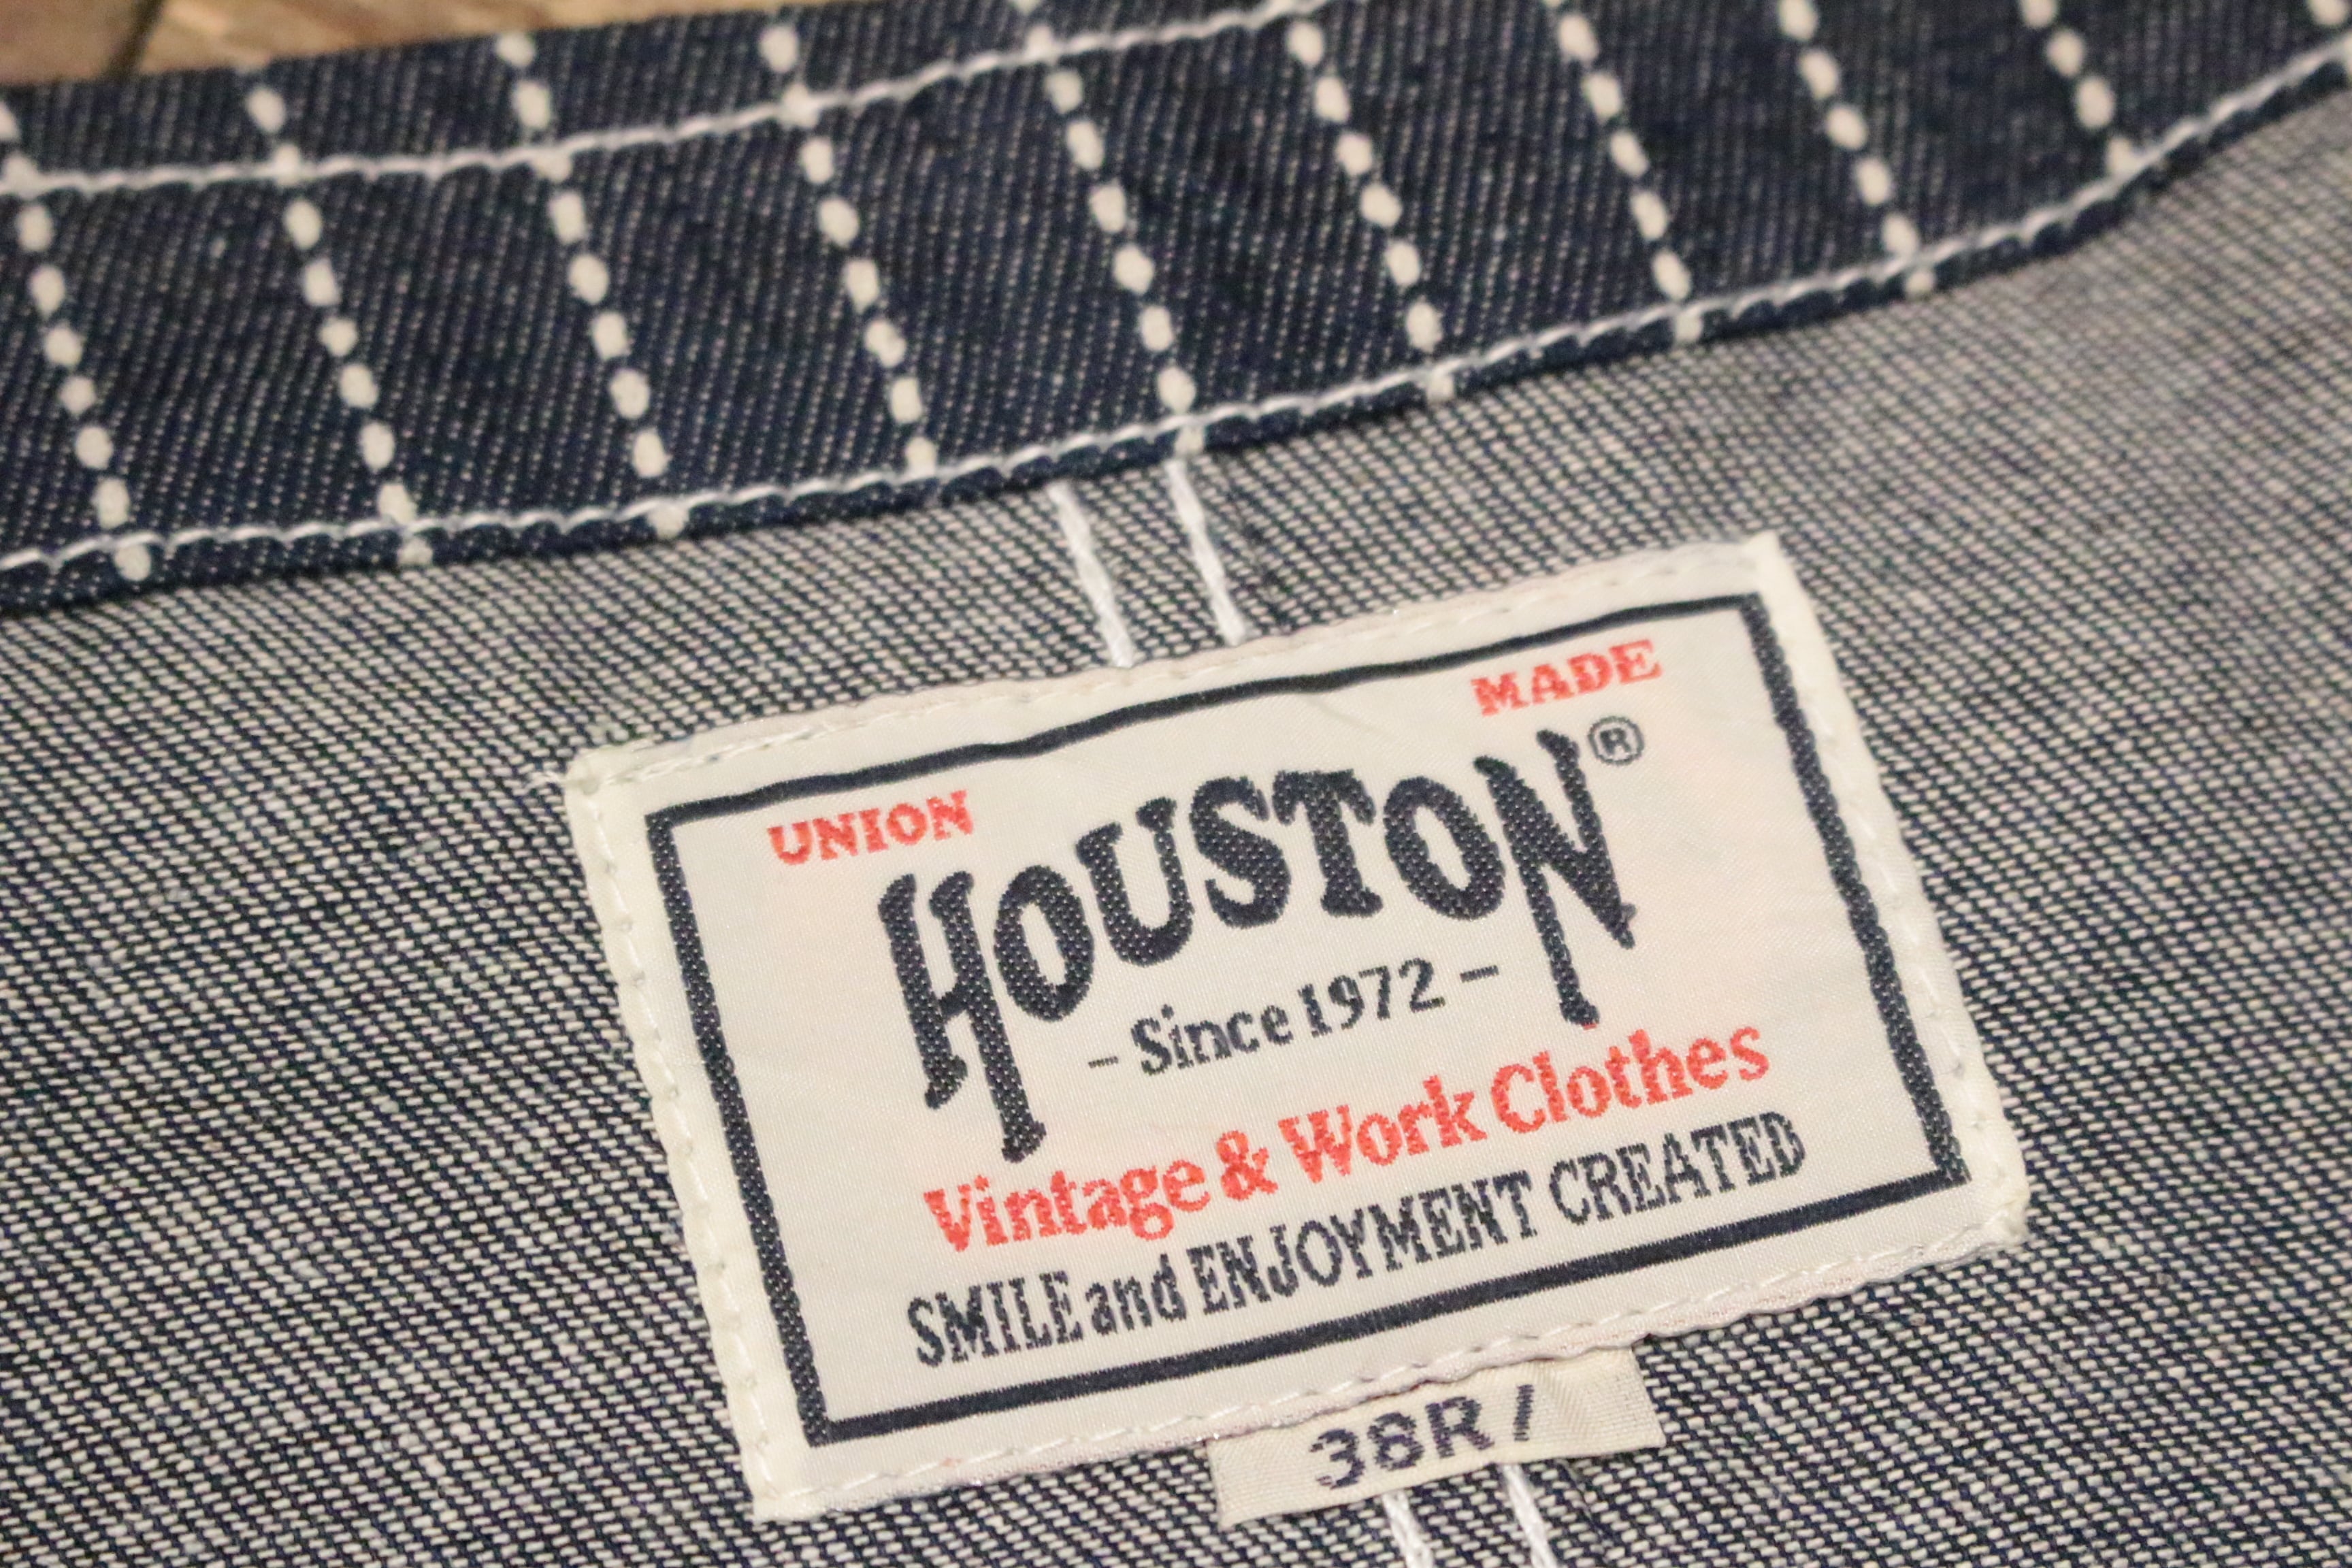 UNION MADE
HOUSTON®
- Since 1972 -
Vintage & Work Clothes
SMILE and ENJOYMENT CREATED
38R /